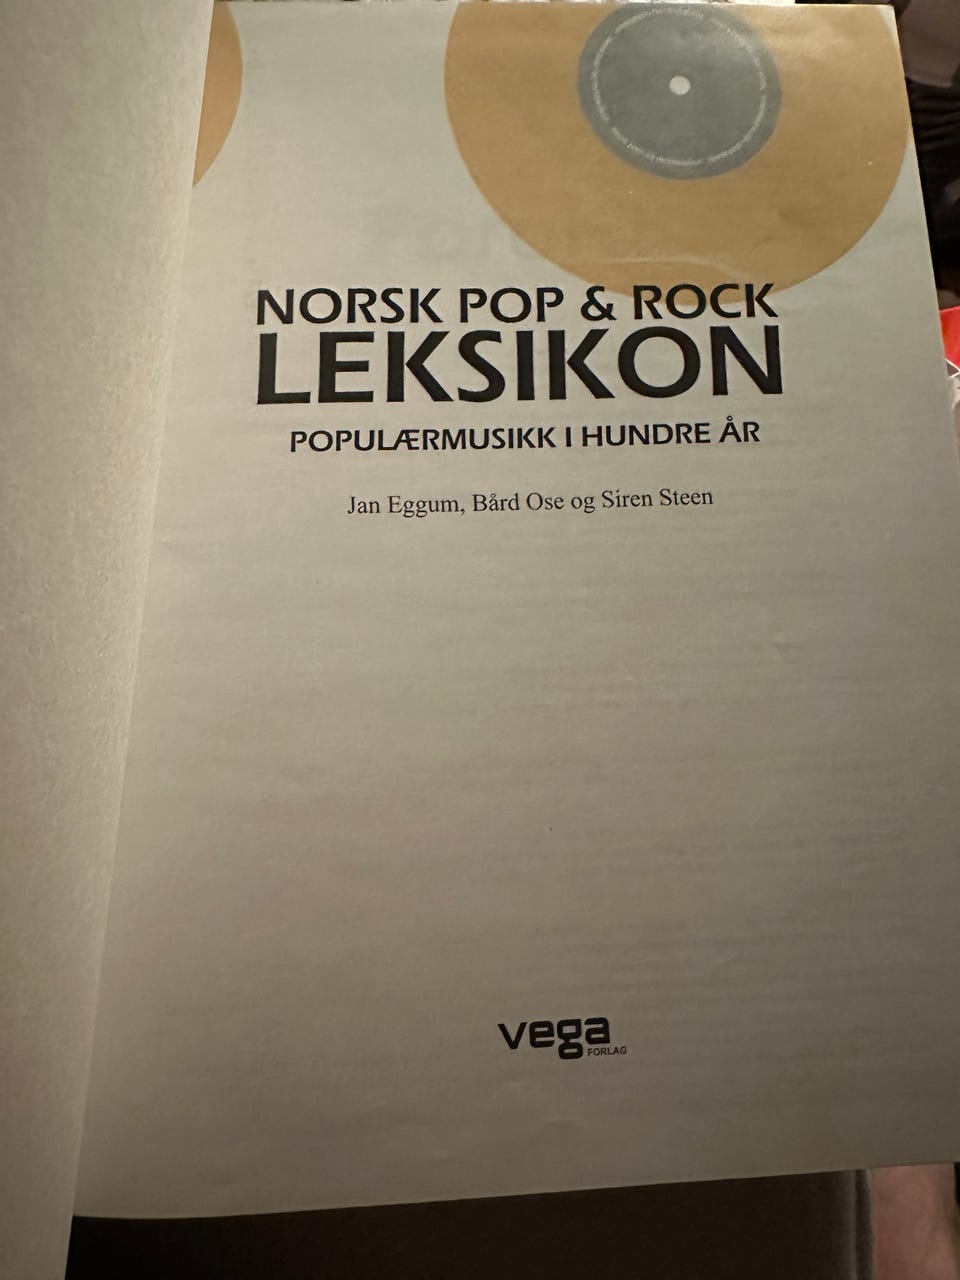 NORSK POP & ROCK
LEKSIKON
POPULÆRMUSIKK I HUNDRE ÅR
Jan Eggum, Bård Ose og Siren Steen
vega
FORLAG